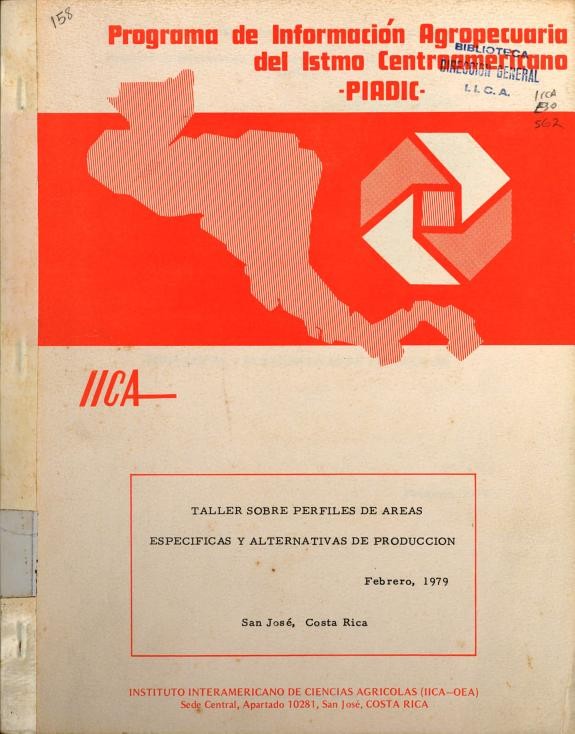 158
Programa de Información Agropecuaria
del Istmo Centroamericano
-PIADIC-
BIBLIOTECA
DIRECCION GENERAL
I. I. C. A.
IICA
E30
562
IICA
TALLER SOBRE PERFILES DE AREAS
ESPECIFICAS Y ALTERNATIVAS DE PRODUCCION
Febrero, 1979
San José, Costa Rica
INSTITUTO INTERAMERICANO DE CIENCIAS AGRICOLAS (IICA—OEA)
Sede Central, Apartado 10281, San José, COSTA RICA